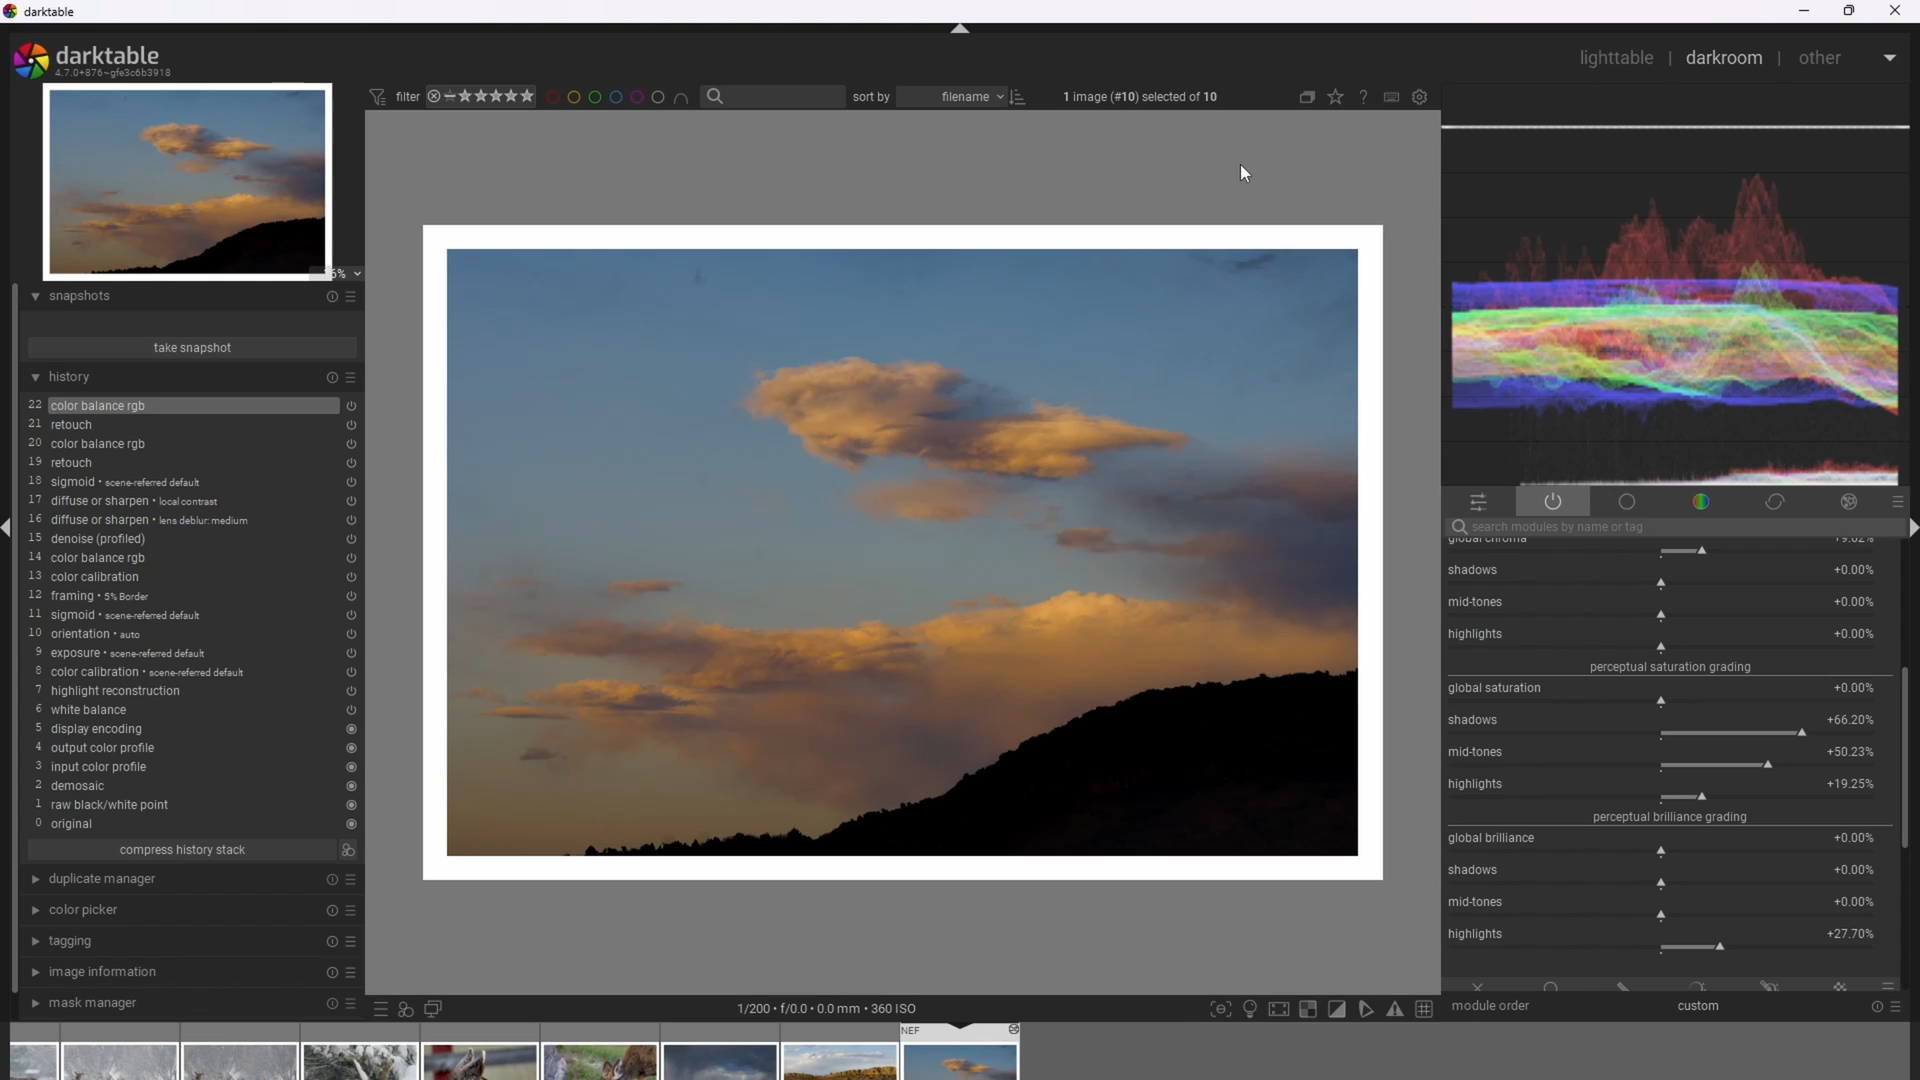 darktable
darktable
4.7.0+876~gfe3c6b3918
lighttable | darkroom | other
filter
sort by filename
1 image (#10) selected of 10
snapshots
take snapshot
history
22 color balance rgb
21 retouch
20 color balance rgb
19 retouch
18 sigmoid • scene-referred default
17 diffuse or sharpen • local contrast
16 diffuse or sharpen • lens deblur: medium
15 denoise (profiled)
14 color balance rgb
13 color calibration
12 framing • 5% Border
11 sigmoid • scene-referred default
10 orientation • auto
9 exposure • scene-referred default
8 color calibration • scene-referred default
7 highlight reconstruction
6 white balance
5 display encoding
4 output color profile
3 input color profile
2 demosaic
1 raw black/white point
0 original
compress history stack
duplicate manager
color picker
tagging
image information
mask manager
1/200 • f/0.0 • 0.0 mm • 360 ISO
NEF
search modules by name or tag
global chroma
shadows +0.00%
mid-tones +0.00%
highlights +0.00%
perceptual saturation grading
global saturation +0.00%
shadows +66.20%
mid-tones +50.23%
highlights +19.25%
perceptual brilliance grading
global brilliance +0.00%
shadows +0.00%
mid-tones +0.00%
highlights +27.70%
module order custom